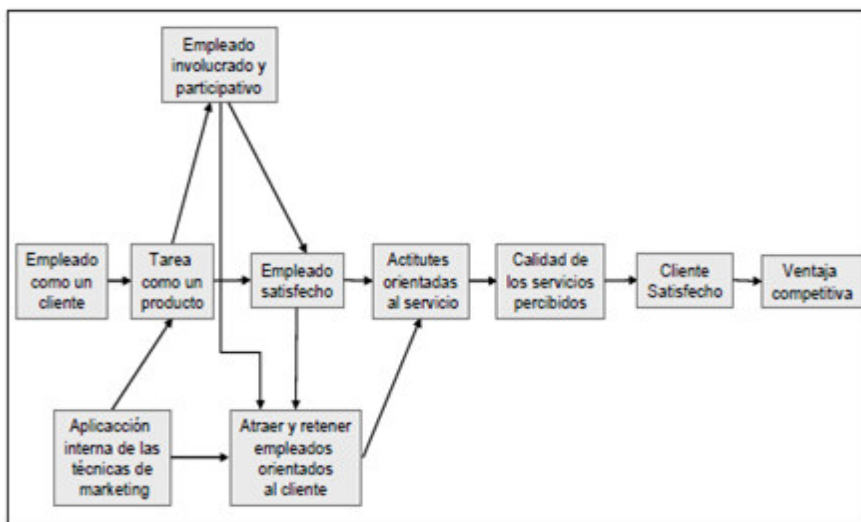 Empleado
involucrado y
participativo
Empleado
como un
cliente
Tarea
como un
producto
Empleado
satisfecho
Actitutes
orientadas
al servicio
Calidad de
los servicios
percibidos
Cliente
Satisfecho
Ventaja
competitiva
Aplicacción
interna de las
técnicas de
marketing
Atraer y retener
empleados
orientados
al cliente